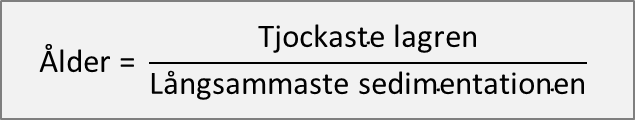 Ålder =
Tjockaste lagren
Långsammaste sedimentationen